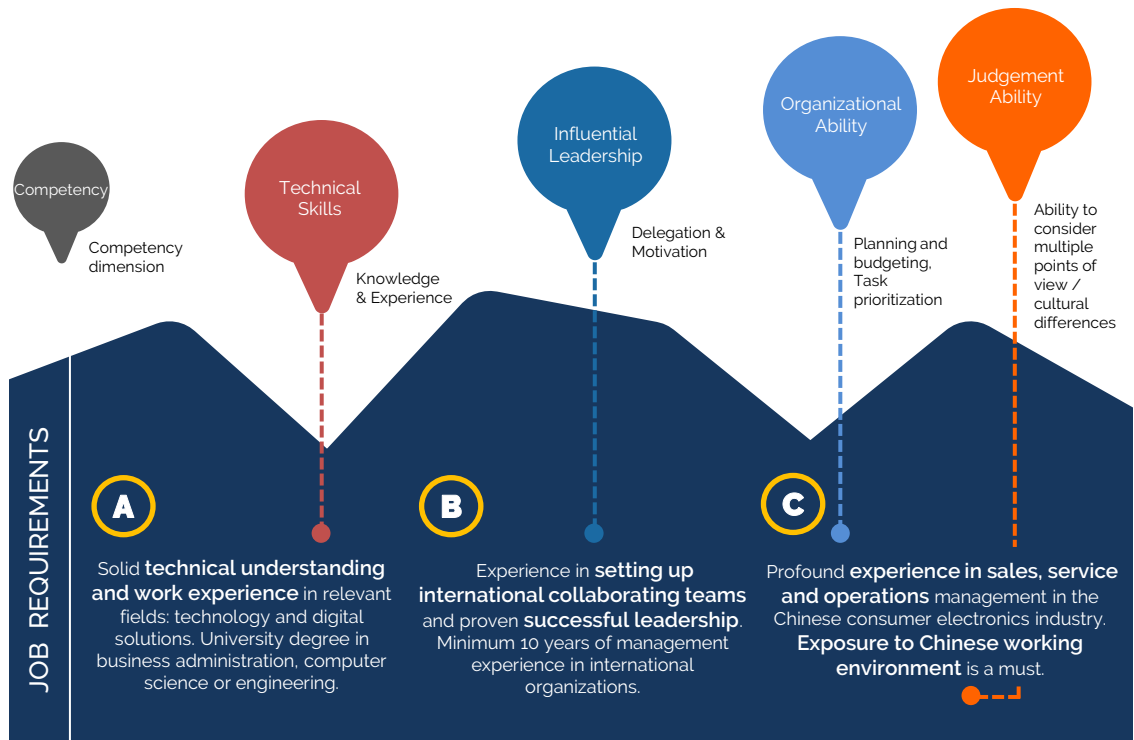 Competency
Competency
dimension
Technical
Skills
Knowledge
& Experience
Influential
Leadership
Delegation &
Motivation
Organizational
Ability
Planning and
budgeting,
Task
prioritization
Judgement
Ability
Ability to
consider
multiple
points of
view /
cultural
differences
JOB REQUIREMENTS
A
Solid technical understanding
and work experience in relevant
fields: technology and digital
solutions. University degree in
business administration, computer
science or engineering.
B
Experience in setting up
international collaborating teams
and proven successful leadership.
Minimum 10 years of management
experience in international
organizations.
C
Profound experience in sales, service
and operations management in the
Chinese consumer electronics industry.
Exposure to Chinese working
environment is a must.